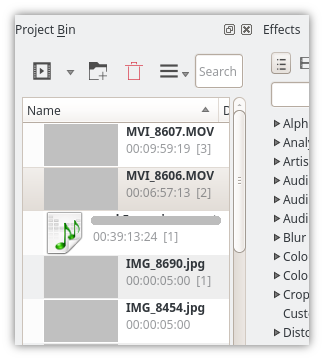 Project Bin
Effects
Search
Name
MVI_8607.MOV
00:09:59:19 [3]
MVI_8606.MOV
00:06:57:13 [2]
00:39:13:24 [1]
IMG_8690.jpg
00:00:05:00 [1]
IMG_8454.jpg
00:00:05:00
Alph
Analy
Artis
Audi
Audi
Audi
Blur
Colo
Colo
Crop
Custo
Disto